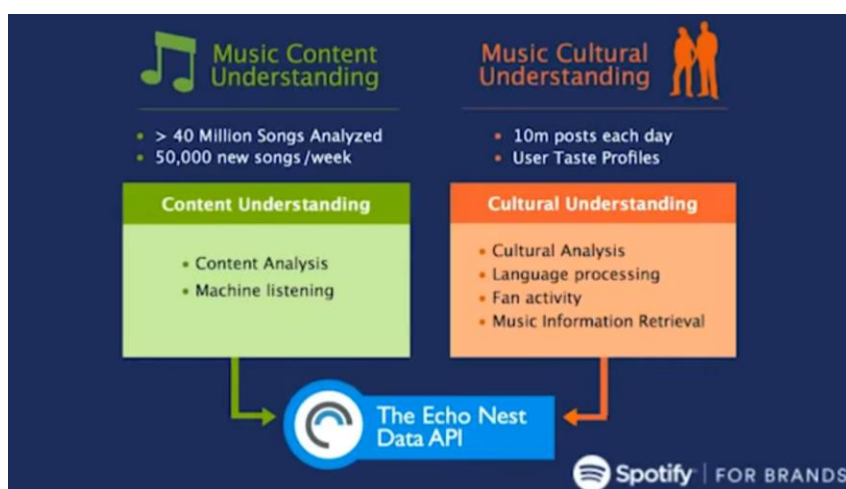 Music Content
Understanding
• > 40 Million Songs Analyzed
• 50,000 new songs/week
Content Understanding
• Content Analysis
• Machine listening
Music Cultural
Understanding
• 10m posts each day
• User Taste Profiles
Cultural Understanding
• Cultural Analysis
• Language processing
• Fan activity
• Music Information Retrieval
The Echo Nest
Data API
Spotify | FOR BRANDS